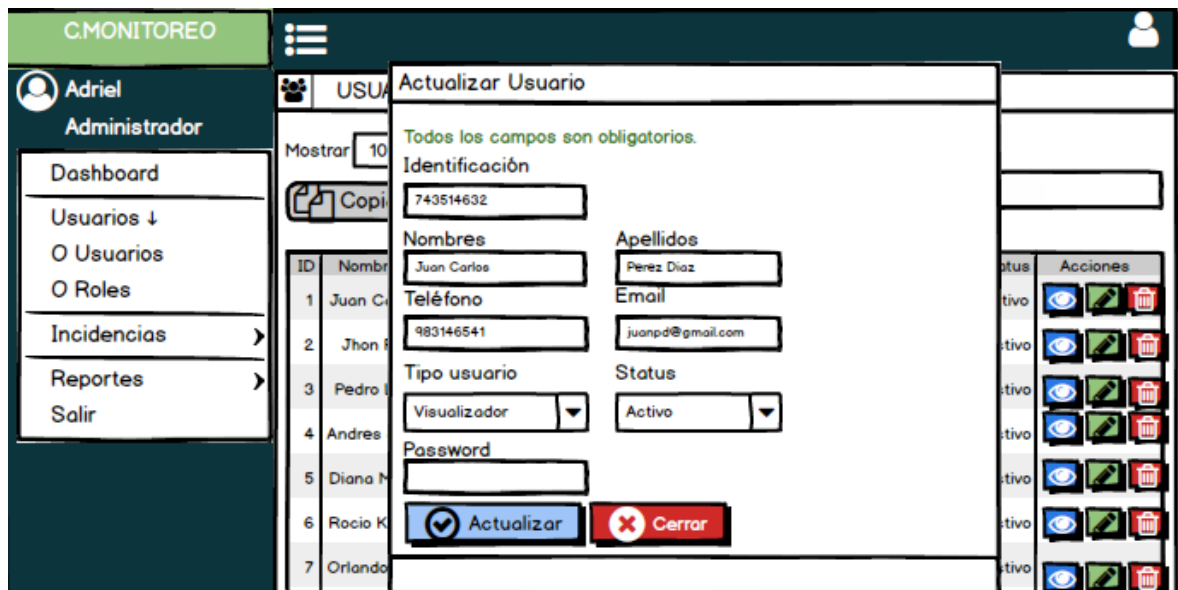 C.MONITOREO
Adriel
Administrador
Dashboard
Usuarios ↓
O Usuarios
O Roles
Incidencias
Reportes
Salir
Mostrar 10
ID
Acciones
1 Juan
2 Jhon
3 Pedro
4 Andres
5 Diana
6 Rocio
7 Orlando
Actualizar Usuario
Todos los campos son obligatorios.
Identificación
743514632
Nombres Apellidos
Juan Carlos Perez Diaz
Teléfono Email
983146541 juanpd@gmail.com
Tipo usuario Status
Visualizador Activo
Password
Actualizar Cerrar